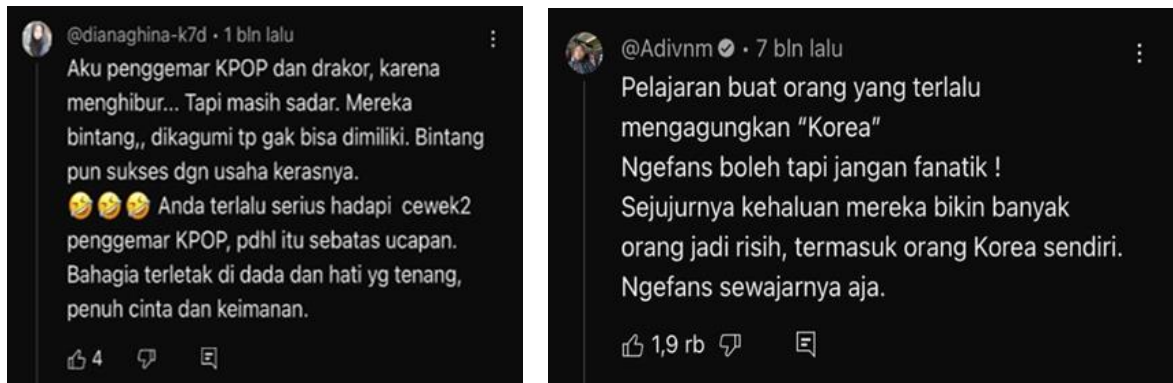 @dianaghina-k7d • 1 bln lalu
Aku penggemar KPOP dan drakor, karena
menghibur... Tapi masih sadar. Mereka
bintang,, dikagumi tp gak bisa dimiliki. Bintang
pun sukses dgn usaha kerasnya.
🤣🤣🤣 Anda terlalu serius hadapi cewek2
penggemar KPOP, pdhl itu sebatas ucapan.
Bahagia terletak di dada dan hati yg tenang,
penuh cinta dan keimanan.
4
@Adivnm • 7 bln lalu
Pelajaran buat orang yang terlalu
mengagungkan “Korea”
Ngefans boleh tapi jangan fanatik !
Sejujurnya kehaluan mereka bikin banyak
orang jadi risih, termasuk orang Korea sendiri.
Ngefans sewajarnya aja.
1,9 rb